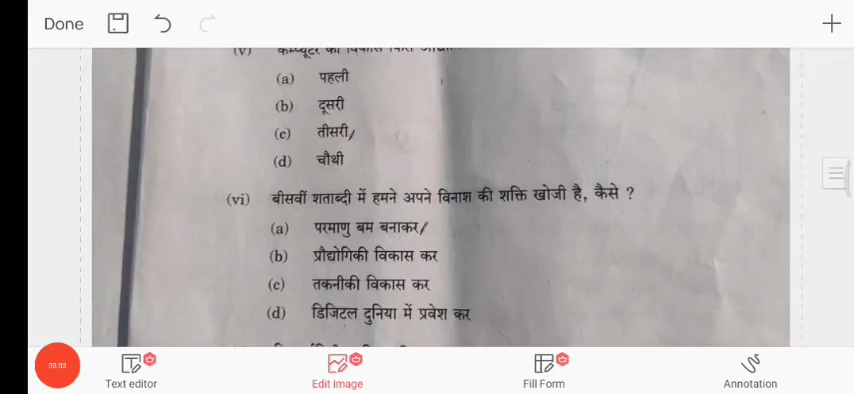 Done
(v)
(a) पहली
(b) दूसरी
(c) तीसरी/
(d) चौथी
(vi) बीसवीं शताब्दी में हमने अपने विनाश की शक्ति खोजी है, कैसे ?
(a) परमाणु बम बनाकर/
(b) प्रौद्योगिकी विकास कर
(c) तकनीकी विकास कर
(d) डिजिटल दुनिया में प्रवेश कर
Text editor
Edit image
Fill Form
Annotation